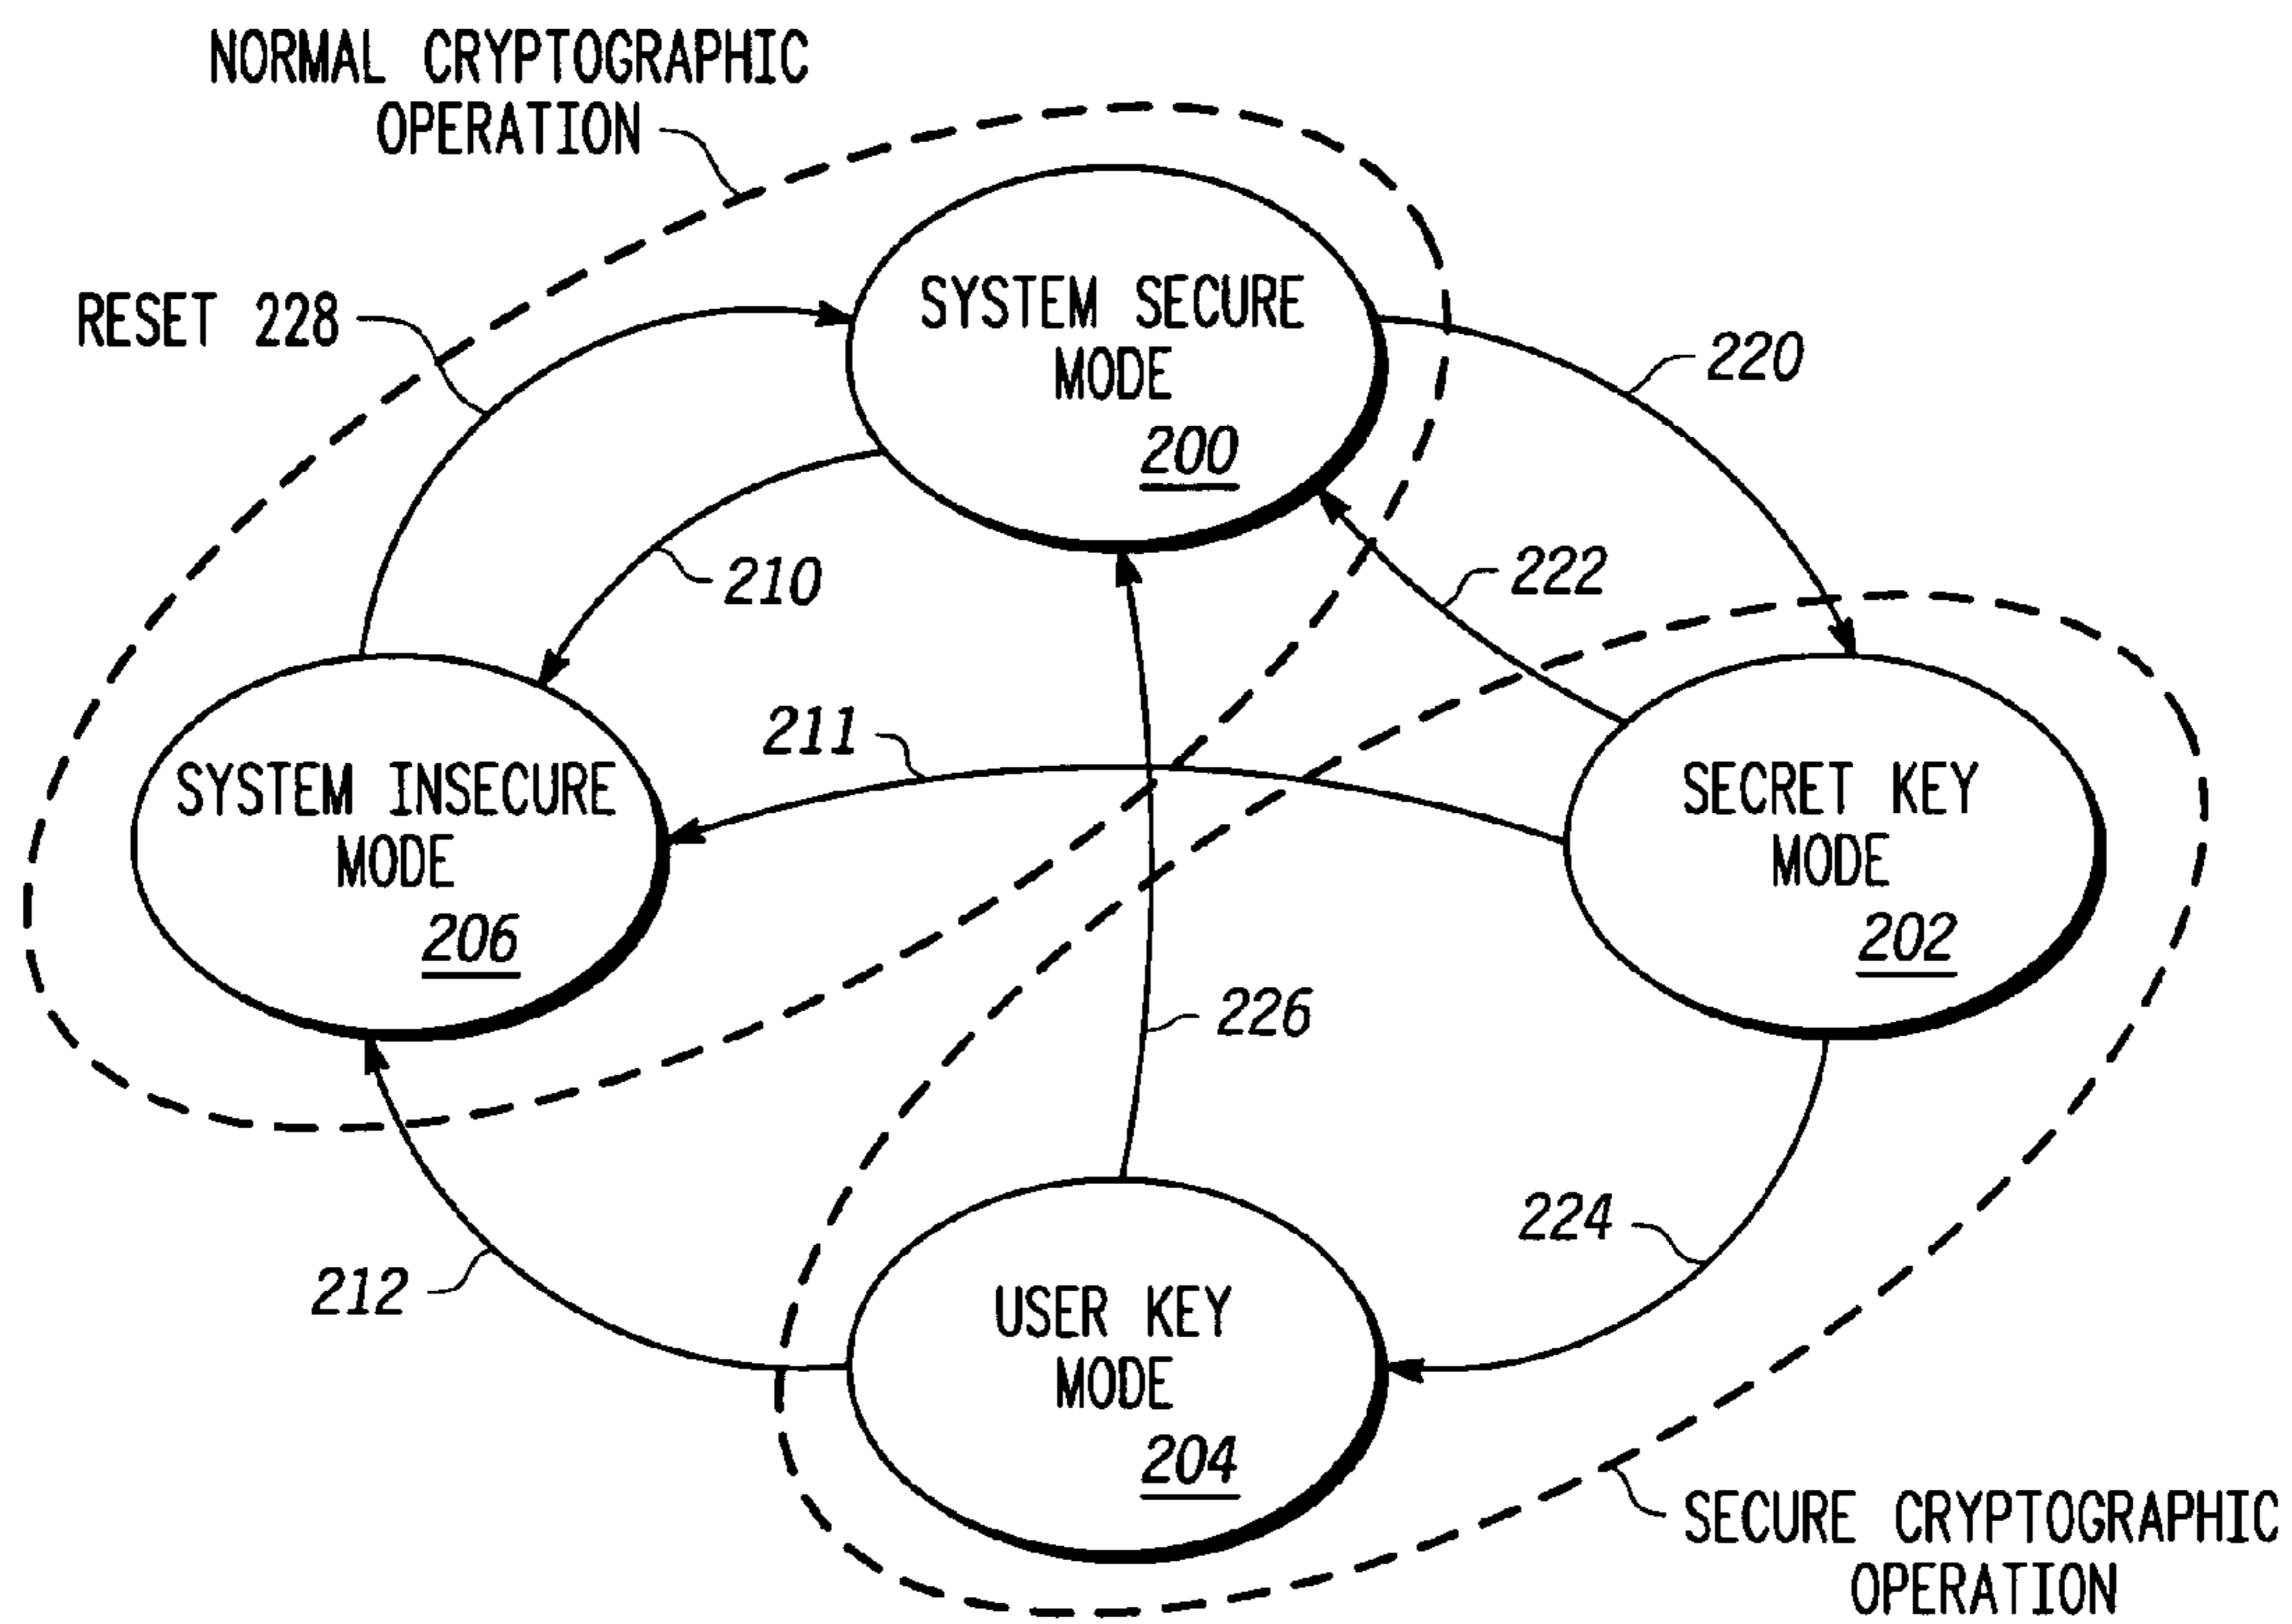 NORMAL CRYPTOGRAPHIC
OPERATION
RESET 228
SYSTEM SECURE
MODE
200
220
210
222
211
SYSTEM INSECURE
MODE
206
SECRET KEY
MODE
202
226
212
224
USER KEY
MODE
204
SECURE CRYPTOGRAPHIC
OPERATION